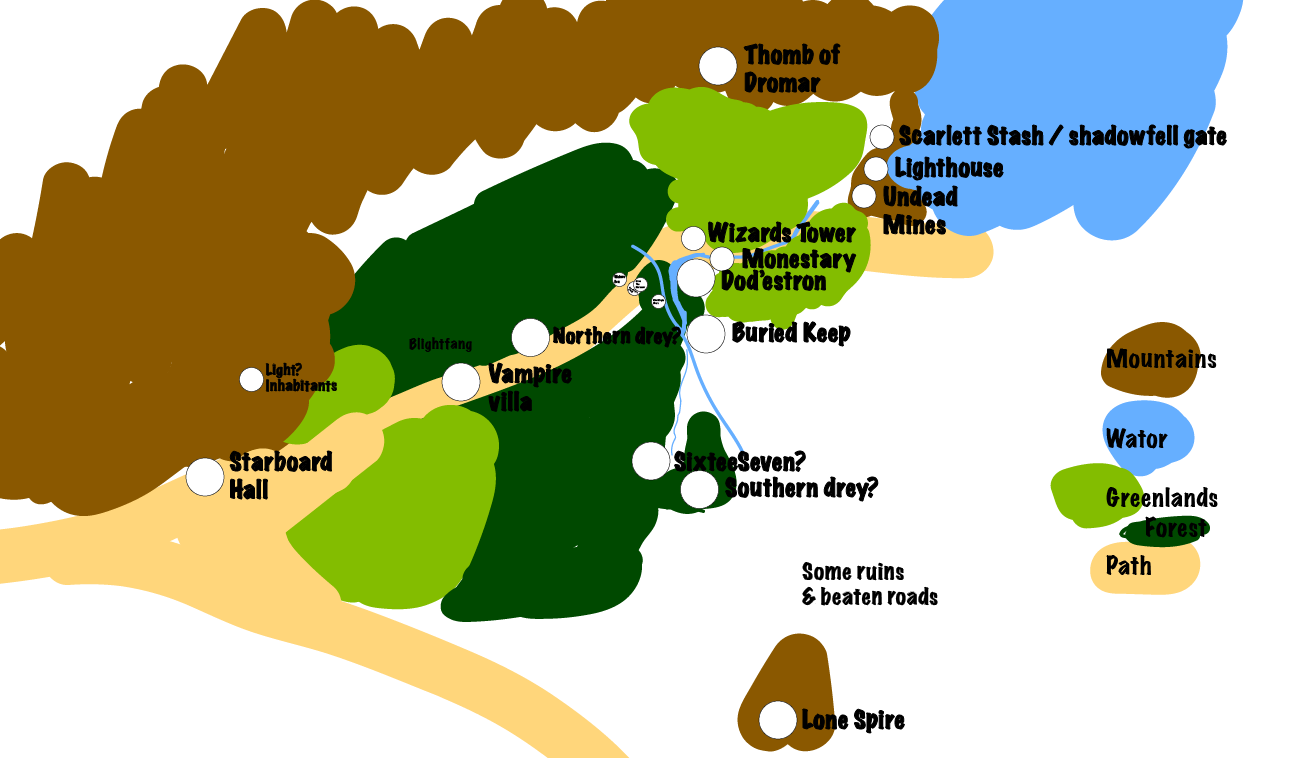 Thomb of
Dromar
Scarlett Stash / shadowfell gate
Lighthouse
Undead
Mines
Wizards Tower
Monestary
Dod'estron
Buried Keep
Northern drey?
Blightfang
Vampire
villa
Light?
Inhabitants
Starboard
Hall
SixteeSeven?
Southern drey?
Some ruins
& beaten roads
Lone Spire
Mountains
Wator
Greenlands
Forest
Path